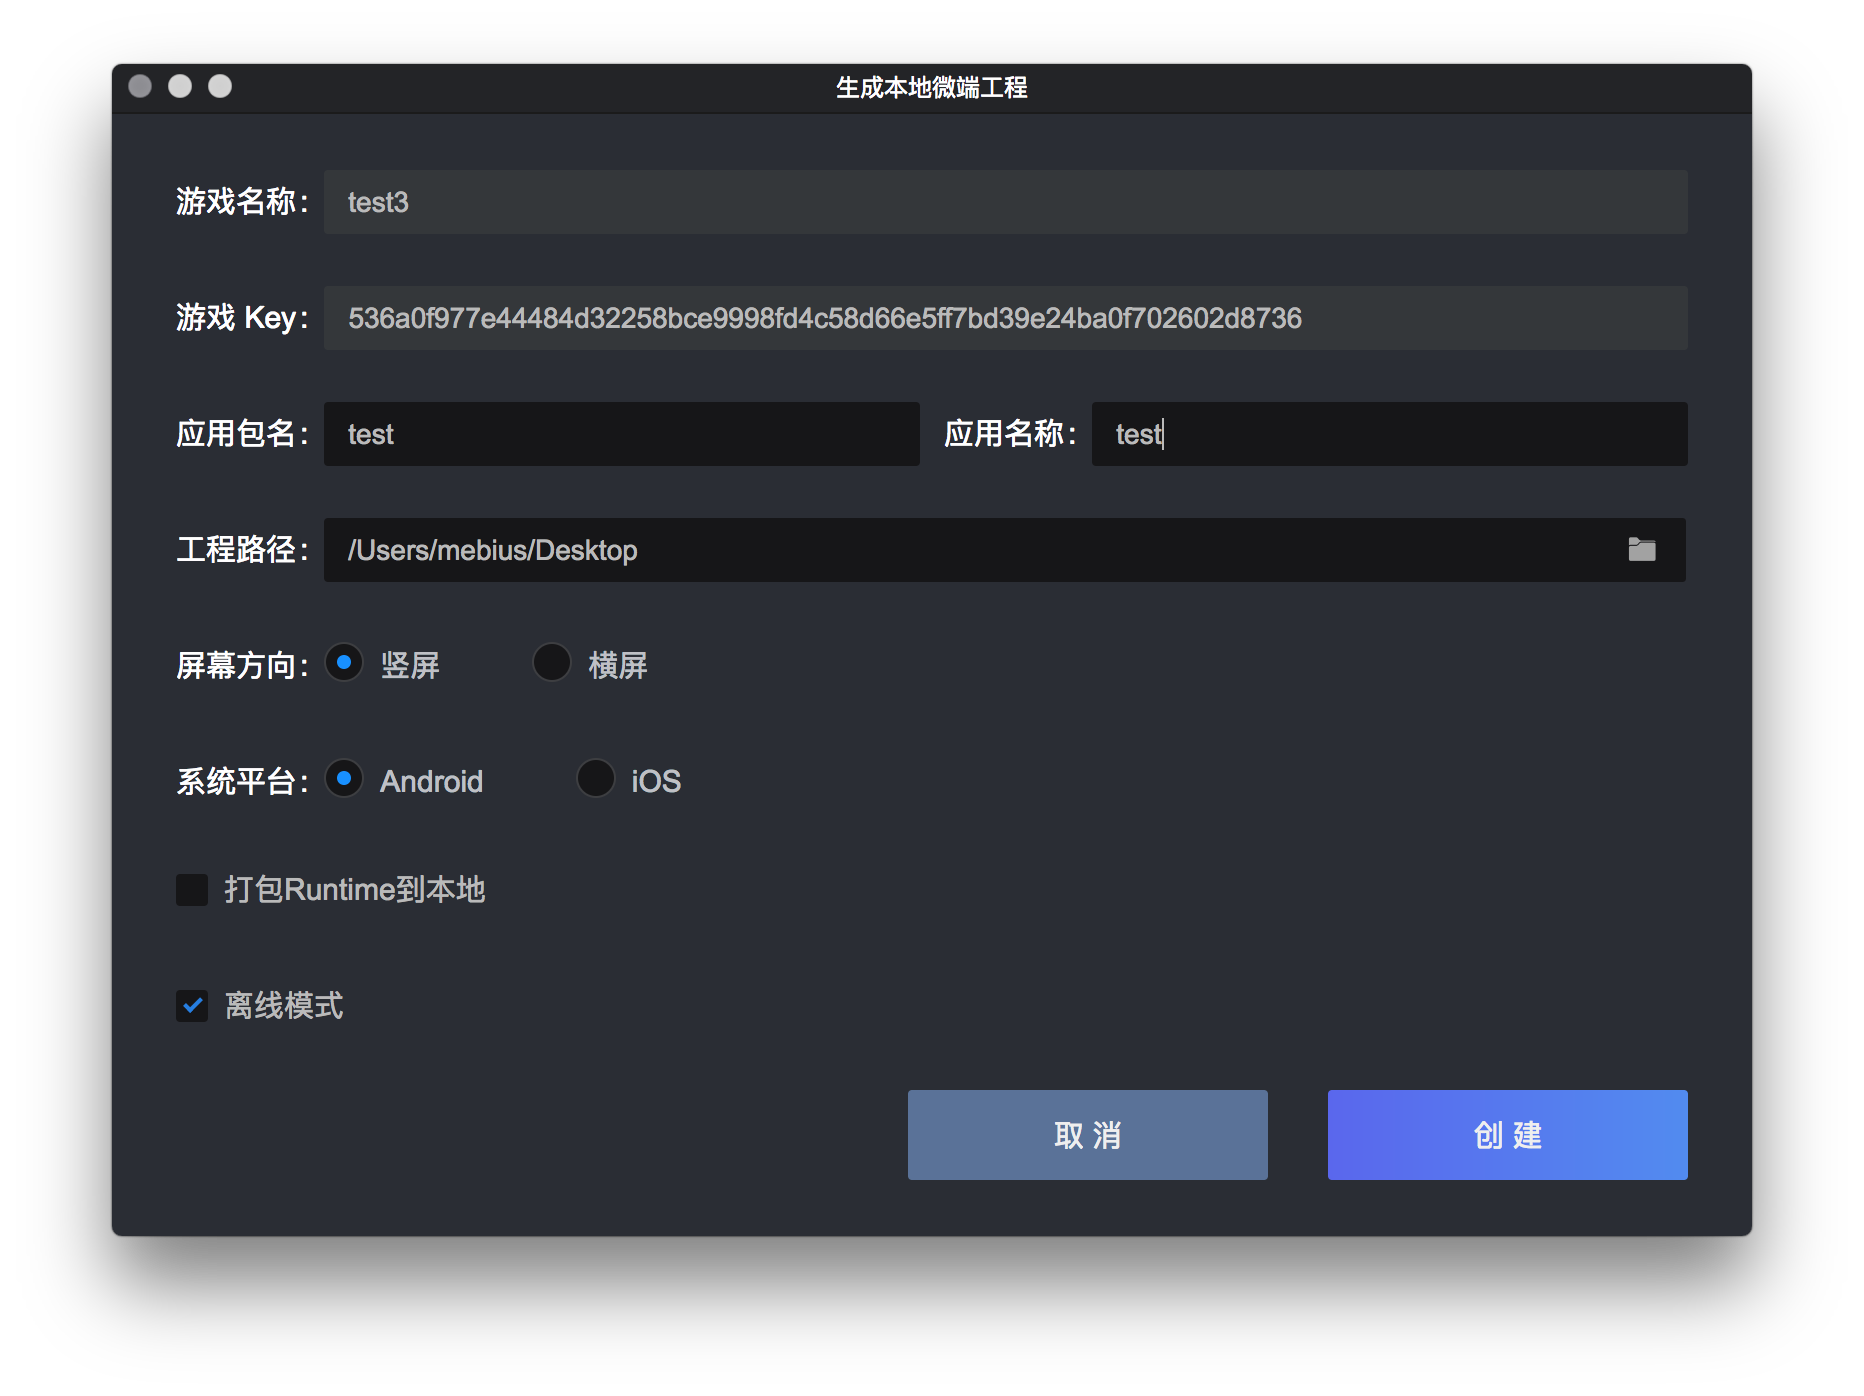 生成本地微端工程
游戏名称： test3
游戏 Key： 536a0f977e44484d32258bce9998fd4c58d66e5ff7bd39e24ba0f702602d8736
应用包名： test 应用名称： test
工程路径： /Users/mebius/Desktop
屏幕方向： 竖屏 横屏
系统平台： Android iOS
打包Runtime到本地
离线模式
取 消 创 建